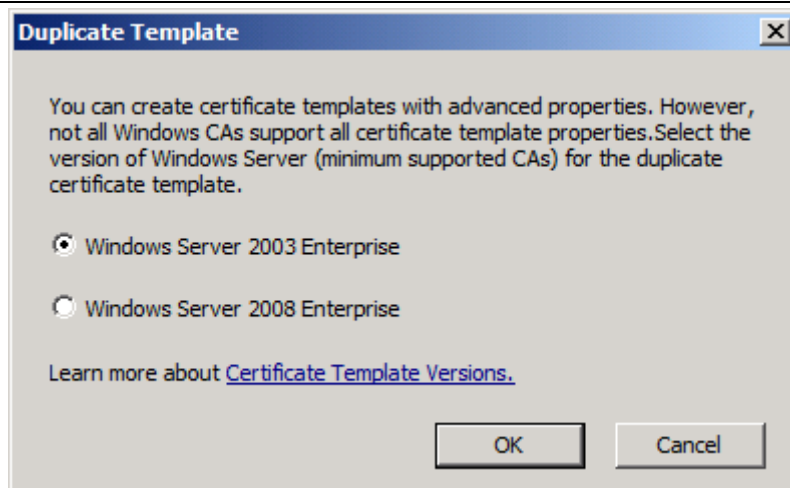 Duplicate Template
You can create certificate templates with advanced properties. However,
not all Windows CAs support all certificate template properties.Select the
version of Windows Server (minimum supported CAs) for the duplicate
certificate template.
Windows Server 2003 Enterprise
Windows Server 2008 Enterprise
Learn more about Certificate Template Versions.
OK Cancel